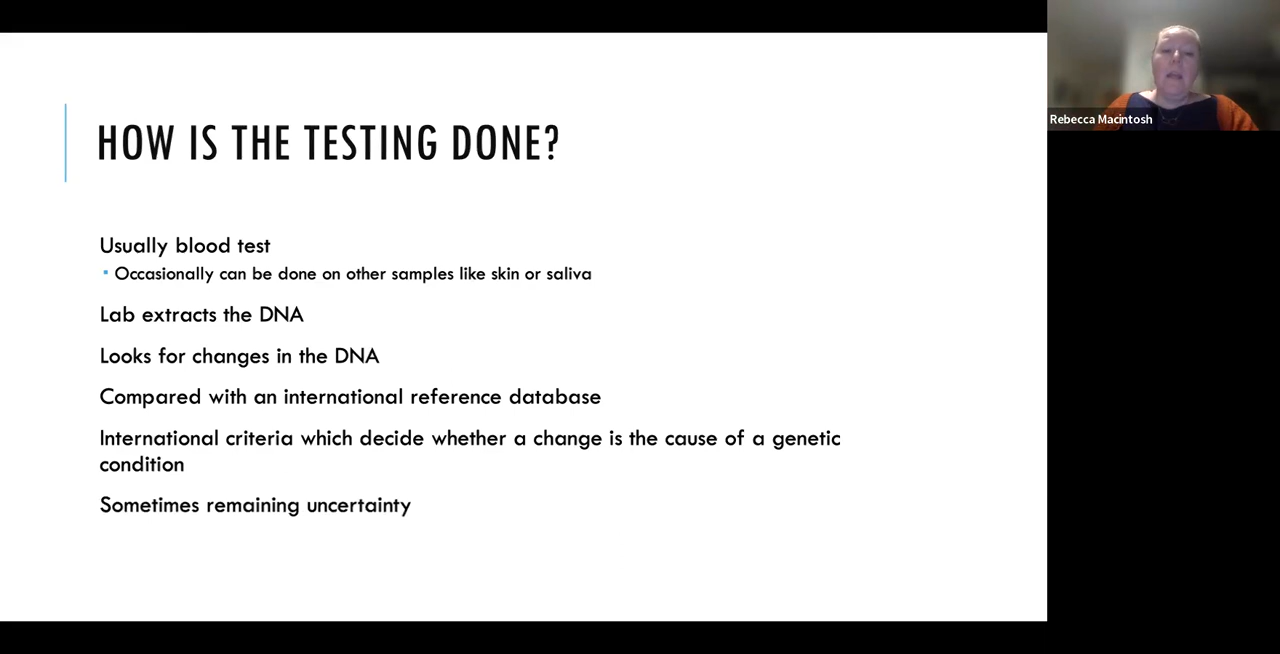 HOW IS THE TESTING DONE?
Usually blood test
▪ Occasionally can be done on other samples like skin or saliva
Lab extracts the DNA
Looks for changes in the DNA
Compared with an international reference database
International criteria which decide whether a change is the cause of a genetic
condition
Sometimes remaining uncertainty
Rebecca Macintosh